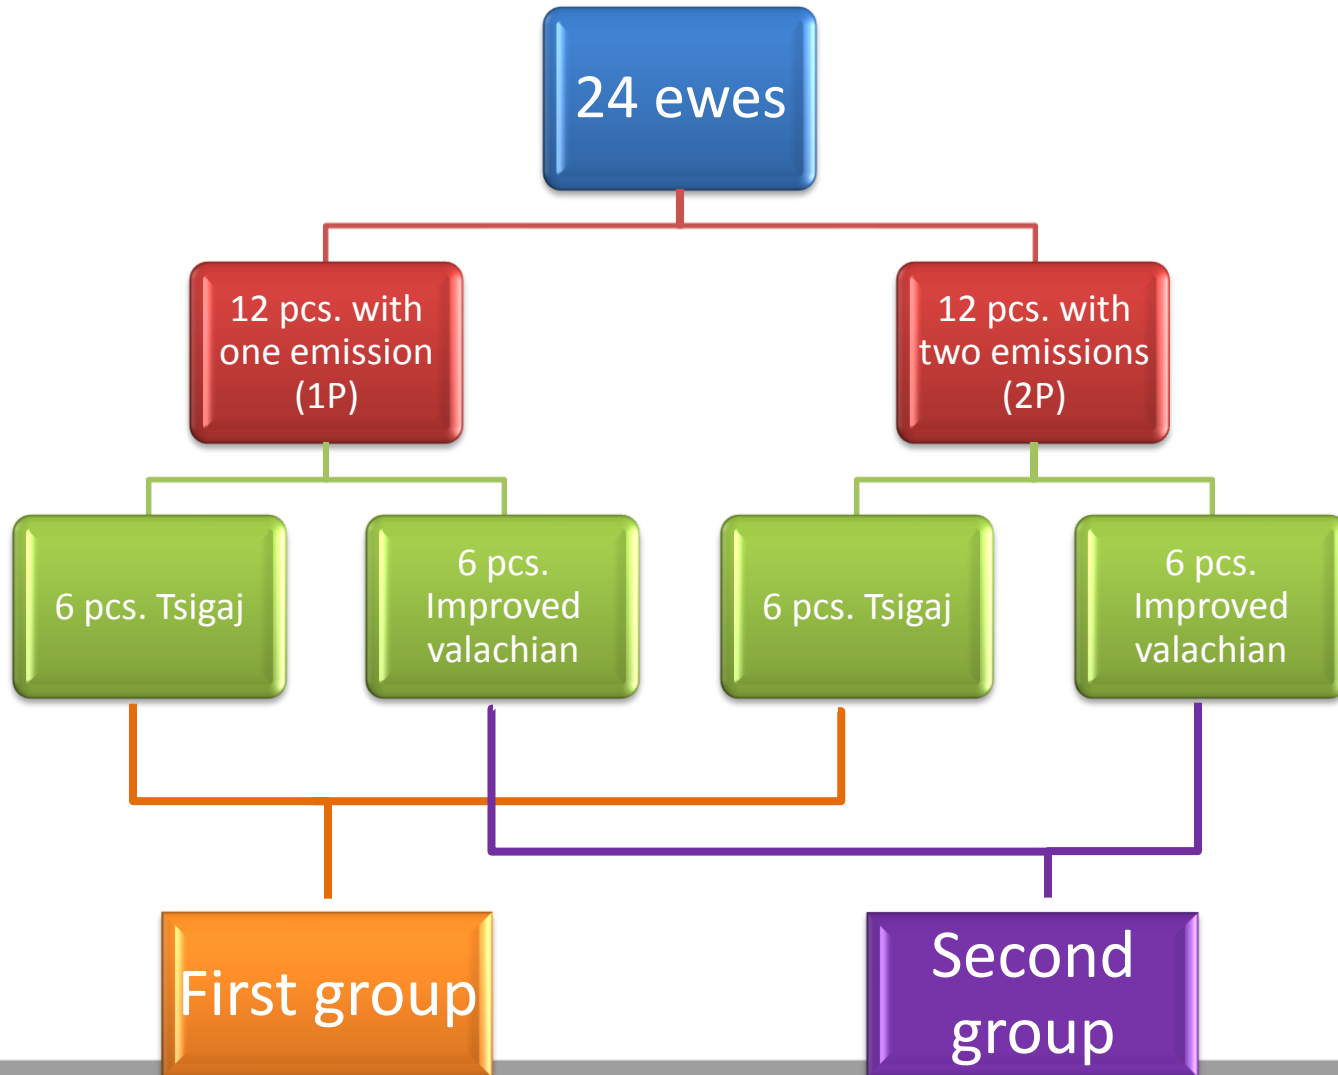 24 ewes
12 pcs. with
one emission
(1P)
12 pcs. with
two emissions
(2P)
6 pcs. Tsigaj
6 pcs.
Improved
valachian
6 pcs. Tsigaj
6 pcs.
Improved
valachian
First group
Second
group